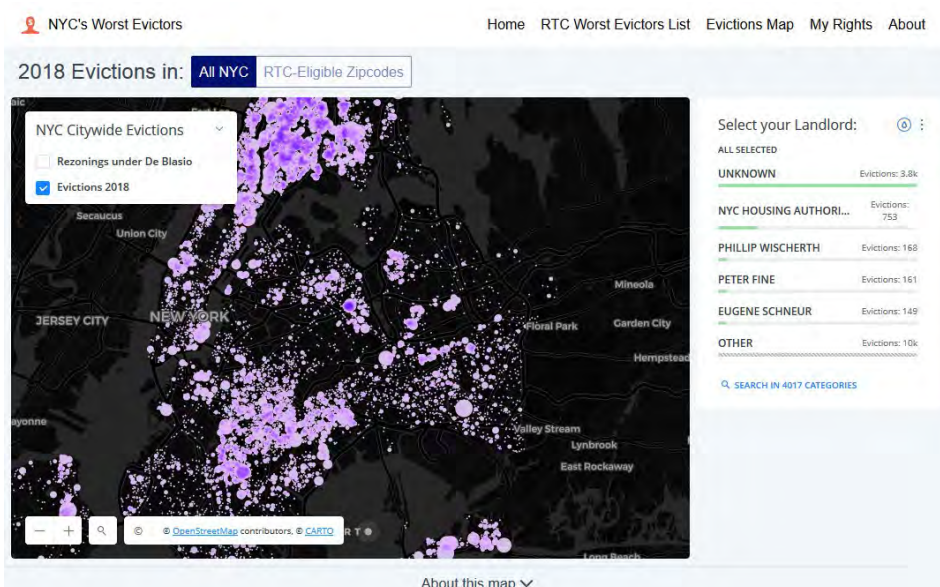 NYC's Worst Evictors
Home RTC Worst Evictors List Evictions Map My Rights About
2018 Evictions in: All NYC RTC-Eligible Zipcodes
NYC Citywide Evictions
Rezonings under De Blasio
Evictions 2018
Secaucus
Union City
JERSEY CITY
NEW YORK
Mineola
Floral Park
Garden City
Hempstead
ayonne
Valley Stream
Lynbrook
East Rockaway
Long Beach
© © OpenStreetMap contributors, © CARTO
Select your Landlord:
ALL SELECTED
UNKNOWN Evictions: 3.8k
NYC HOUSING AUTHORI... Evictions: 753
PHILLIP WISCHERTH Evictions: 168
PETER FINE Evictions: 161
EUGENE SCHNEUR Evictions: 149
OTHER Evictions: 10k
SEARCH IN 4017 CATEGORIES
About this map